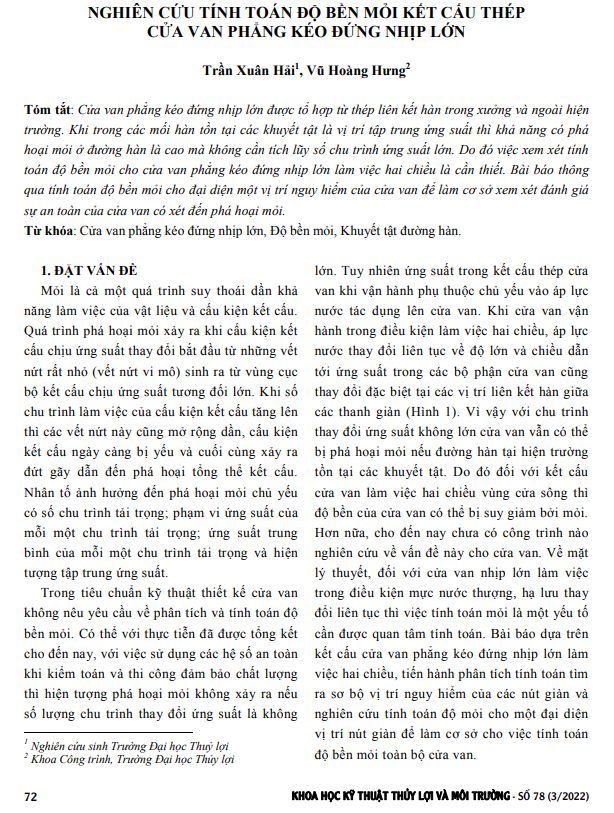 NGHIÊN CỨU TÍNH TOÁN ĐỘ BỀN MỎI KẾT CẤU THÉP
CỬA VAN PHẲNG KÉO ĐỨNG NHỊP LỚN
Trần Xuân Hải¹, Vũ Hoàng Hưng²
Tóm tắt: Cửa van phẳng kéo đứng nhịp lớn được tổ hợp từ thép liên kết hàn trong xưởng và ngoài hiện
trường. Khi trong các mối hàn tồn tại các khuyết tật là vị trí tập trung ứng suất thì khả năng có phá
hoại mỏi ở đường hàn là cao mà không cần tích lũy số chu trình ứng suất lớn. Do đó việc xem xét tính
toán độ bền mỏi cho cửa van phẳng kéo đứng nhịp lớn làm việc hai chiều là cần thiết. Bài báo thông
qua tính toán độ bền mỏi cho đại diện một vị trí nguy hiểm của cửa van để làm cơ sở xem xét đánh giá
sự an toàn của cửa van có xét đến phá hoại mỏi.
Từ khóa: Cửa van phẳng kéo đứng nhịp lớn, Độ bền mỏi, Khuyết tật đường hàn.
1. ĐẶT VẤN ĐỀ
Mỏi là cả một quá trình suy thoái dần khả
năng làm việc của vật liệu và cấu kiện kết cấu.
Quá trình phá hoại mỏi xảy ra khi cấu kiện kết
cấu chịu ứng suất thay đổi bắt đầu từ những vết
nứt rất nhỏ (vết nứt vi mô) sinh ra từ vùng cục
bộ kết cấu chịu ứng suất tương đối lớn. Khi số
chu trình làm việc của cấu kiện kết cấu tăng lên
thì các vết nứt này cũng mở rộng dần, cấu kiện
kết cấu ngày càng bị yếu và cuối cùng xảy ra
đứt gãy dẫn đến phá hoại tổng thể kết cấu.
Nhân tố ảnh hưởng đến phá hoại mỏi chủ yếu
có số chu trình tải trọng; phạm vi ứng suất của
mỗi một chu trình tải trọng; ứng suất trung
bình của mỗi một chu trình tải trọng và hiện
tượng tập trung ứng suất.
Trong tiêu chuẩn kỹ thuật thiết kế cửa van
không nêu yêu cầu về phân tích và tính toán độ
bền mỏi. Có thể với thực tiễn đã được tổng kết
cho đến nay, với việc sử dụng các hệ số an toàn
khi kiểm toán và thi công đảm bảo chất lượng
thì hiện tượng phá hoại mỏi không xảy ra nếu
số lượng chu trình thay đổi ứng suất là không
lớn. Tuy nhiên ứng suất trong kết cấu thép cửa
van khi vận hành phụ thuộc chủ yếu vào áp lực
nước tác dụng lên cửa van. Khi cửa van vận
hành trong điều kiện làm việc hai chiều, áp lực
nước thay đổi liên tục về độ lớn và chiều dẫn
tới ứng suất trong các bộ phận cửa van cũng
thay đổi đặc biệt tại các vị trí liên kết hàn giữa
các thanh giàn (Hình 1). Vì vậy với chu trình
thay đổi ứng suất không lớn cửa van vẫn có thể
bị phá hoại mỏi nếu đường hàn tại hiện trường
tồn tại các khuyết tật. Do đó đối với kết cấu
cửa van làm việc hai chiều vùng cửa sông thì
độ bền của cửa van có thể bị suy giảm bởi mỏi.
Hơn nữa, cho đến nay chưa có công trình nào
nghiên cứu về vấn đề này cho cửa van. Về mặt
lý thuyết, đối với cửa van nhịp lớn làm việc
trong điều kiện mực nước thượng, hạ lưu thay
đổi liên tục thì việc tính toán mỏi là một yếu tố
cần được quan tâm tính toán. Bài báo dựa trên
kết cấu cửa van phẳng kéo đứng nhịp lớn làm
việc hai chiều, tiến hành phân tích tính toán tìm
ra sơ bộ vị trí nguy hiểm của các nút giàn và
nghiên cứu tính toán độ mỏi cho một đại diện
vị trí nút giàn để làm cơ sở cho việc tính toán
độ bền mỏi toàn bộ cửa van.
¹ Nghiên cứu sinh Trường Đại học Thuỷ lợi
² Khoa Công trình, Trường Đại học Thủy lợi
72
KHOA HỌC KỸ THUẬT THỦY LỢI VÀ MÔI TRƯỜNG - SỐ 78 (3/2022)